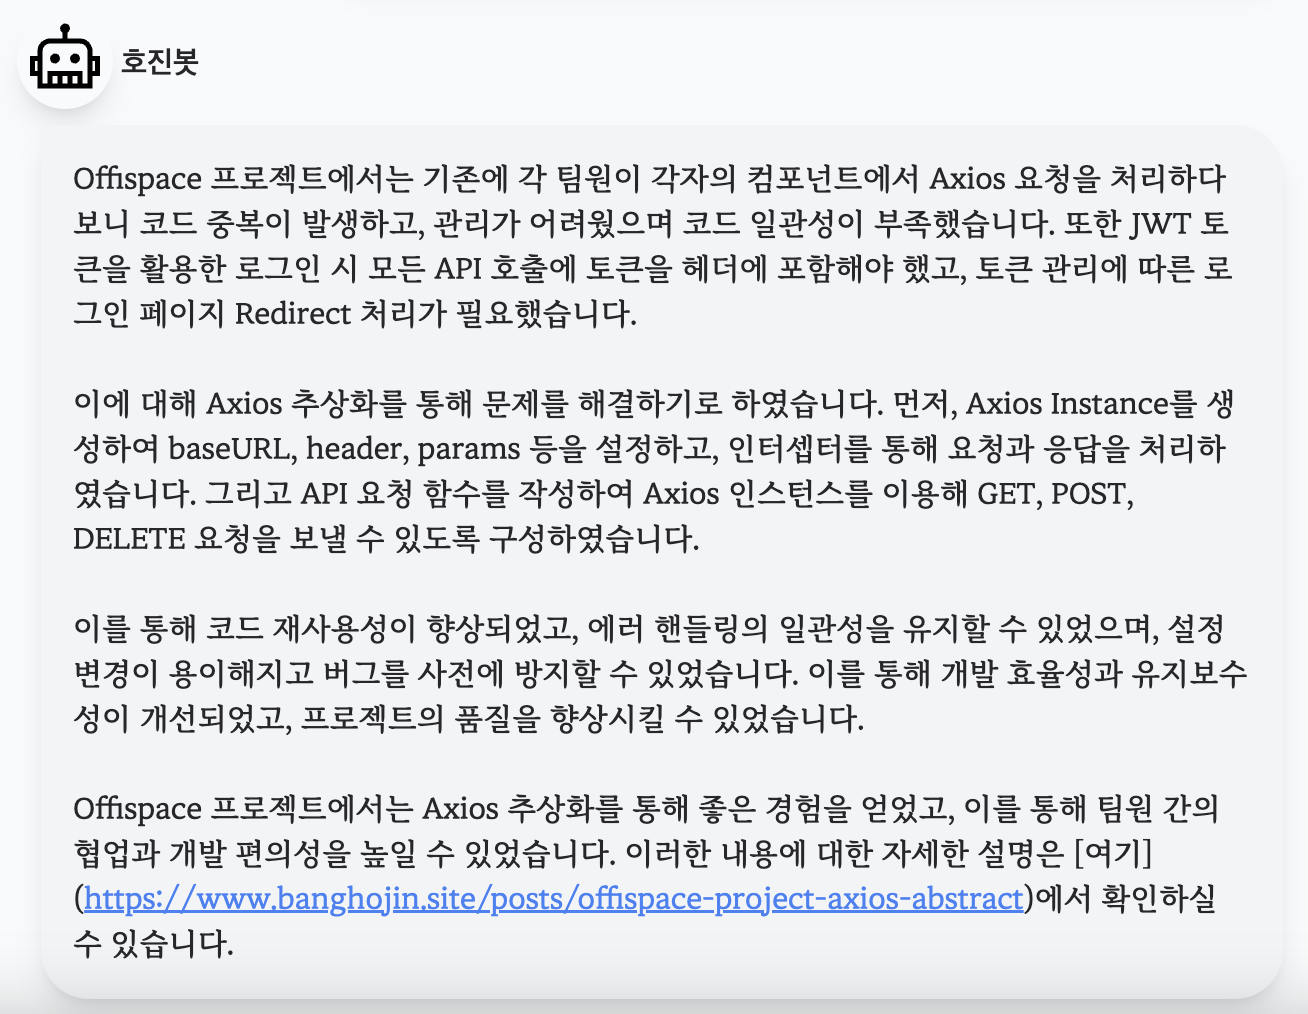 호진봇
Offispace 프로젝트에서는 기존에 각 팀원이 각자의 컴포넌트에서 Axios 요청을 처리하다
보니 코드 중복이 발생하고, 관리가 어려웠으며 코드 일관성이 부족했습니다. 또한 JWT 토
큰을 활용한 로그인 시 모든 API 호출에 토큰을 헤더에 포함해야 했고, 토큰 관리에 따른 로
그인 페이지 Redirect 처리가 필요했습니다.
이에 대해 Axios 추상화를 통해 문제를 해결하기로 하였습니다. 먼저, Axios Instance를 생
성하여 baseURL, header, params 등을 설정하고, 인터셉터를 통해 요청과 응답을 처리하
였습니다. 그리고 API 요청 함수를 작성하여 Axios 인스턴스를 이용해 GET, POST,
DELETE 요청을 보낼 수 있도록 구성하였습니다.
이를 통해 코드 재사용성이 향상되었고, 에러 핸들링의 일관성을 유지할 수 있었으며, 설정
변경이 용이해지고 버그를 사전에 방지할 수 있었습니다. 이를 통해 개발 효율성과 유지보수
성이 개선되었고, 프로젝트의 품질을 향상시킬 수 있었습니다.
Offispace 프로젝트에서는 Axios 추상화를 통해 좋은 경험을 얻었고, 이를 통해 팀원 간의
협업과 개발 편의성을 높일 수 있었습니다. 이러한 내용에 대한 자세한 설명은 [여기]
(https://www.banghojin.site/posts/offispace-project-axios-abstract)에서 확인하실
수 있습니다.